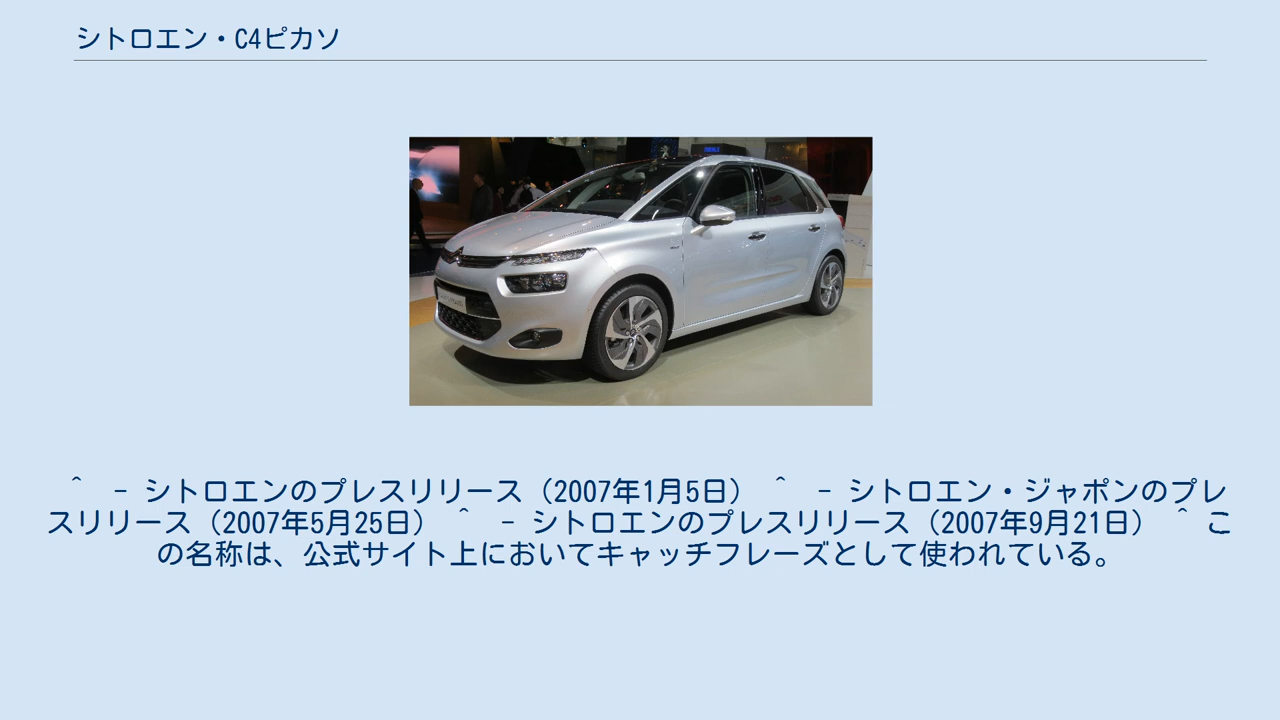 シトロエン・C4ピカソ
^ - シトロエンのプレスリリース（2007年1月5日） ^ - シトロエン・ジャポンのプレ
スリリース（2007年5月25日） ^ - シトロエンのプレスリリース（2007年9月21日） ^ こ
の名称は、公式サイト上においてキャッチフレーズとして使われている。